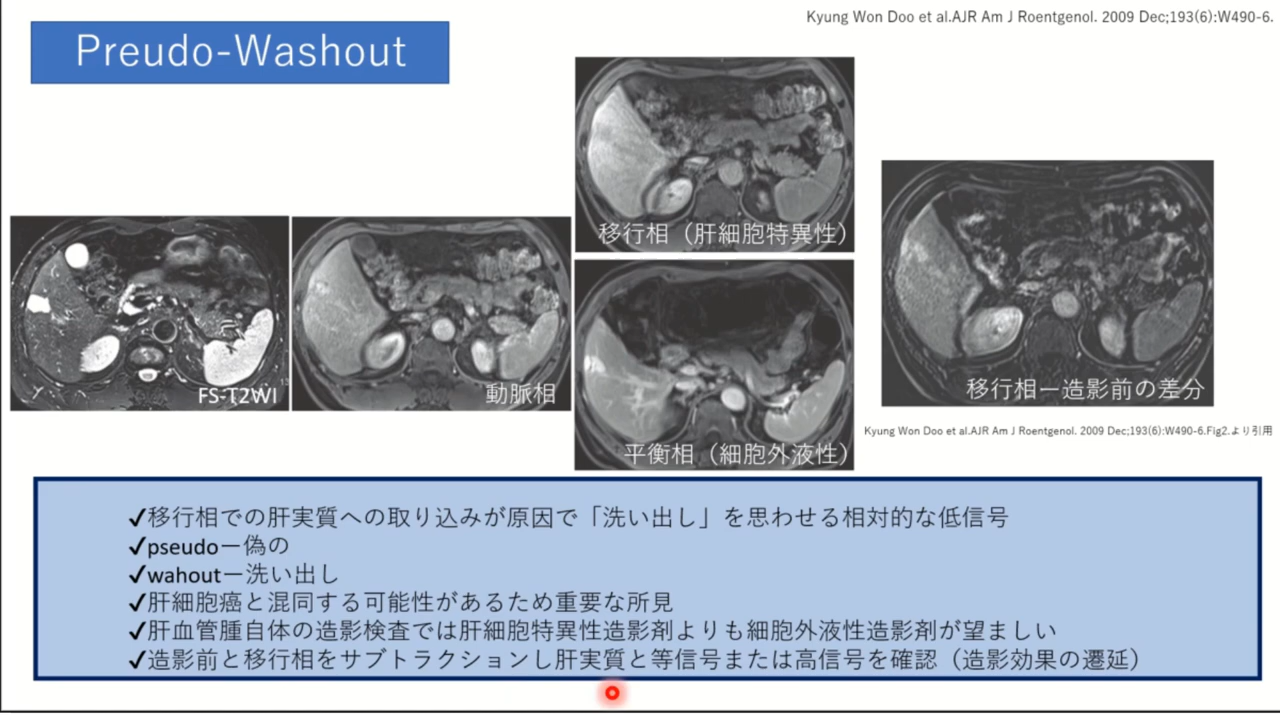 Kyung Won Doo et al.AJR Am J Roentgenol. 2009 Dec;193(6):W490-6.
Preudo-Washout
FS-T2WI
動脈相
移行相（肝細胞特異性）
平衡相（細胞外液性）
移行相ー造影前の差分
Kyung Won Doo et al.AJR Am J Roentgenol. 2009 Dec;193(6):W490-6.Fig2.より引用
✓移行相での肝実質への取り込みが原因で「洗い出し」を思わせる相対的な低信号
✓pseudoー偽の
✓wahoutー洗い出し
✓肝細胞癌と混同する可能性があるため重要な所見
✓肝血管腫自体の造影検査では肝細胞特異性造影剤よりも細胞外液性造影剤が望ましい
✓造影前と移行相をサブトラクションし肝実質と等信号または高信号を確認（造影効果の遷延）